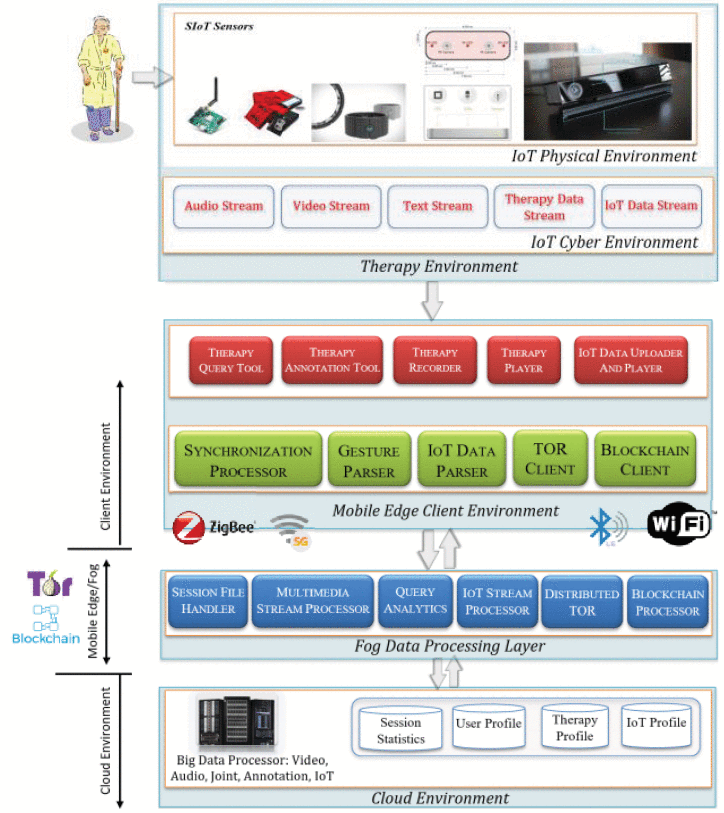 SIoT Sensors
IoT Physical Environment
Audio Stream
Video Stream
Text Stream
Therapy Data
Stream
IoT Data Stream
IoT Cyber Environment
Therapy Environment
THERAPY
QUERY TOOL
THERAPY
ANNOTATION TOOL
THERAPY
RECORDER
THERAPY
PLAYER
IOT DATA UPLOADER
AND PLAYER
SYNCHRONIZATION
PROCESSOR
GESTURE
PARSER
IOT DATA
PARSER
TOR
CLIENT
BLOCKCHAIN
CLIENT
Mobile Edge Client Environment
ZigBee®
5G
LE
Wi Fi™
Client Environment
Tor
Blockchain
Mobile Edge/Fog
SESSION FILE
HANDLER
MULTIMEDIA
STREAM PROCESSOR
QUERY
ANALYTICS
IOT STREAM
PROCESSOR
DISTRIBUTED
TOR
BLOCKCHAIN
PROCESSOR
Fog Data Processing Layer
Cloud Environment
Big Data Processor: Video,
Audio, Joint, Annotation, IoT
Session
Statistics
User Profile
Therapy
Profile
IoT Profile
Cloud Environment